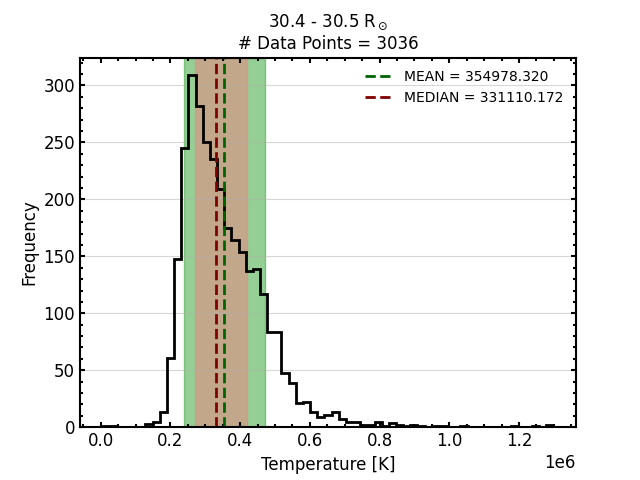 30.4 - 30.5 R⊙
# Data Points = 3036
MEAN = 354978.320
MEDIAN = 331110.172
Frequency
300
250
200
150
100
50
0
0.0 0.2 0.4 0.6 0.8 1.0 1.2
1e6
Temperature [K]